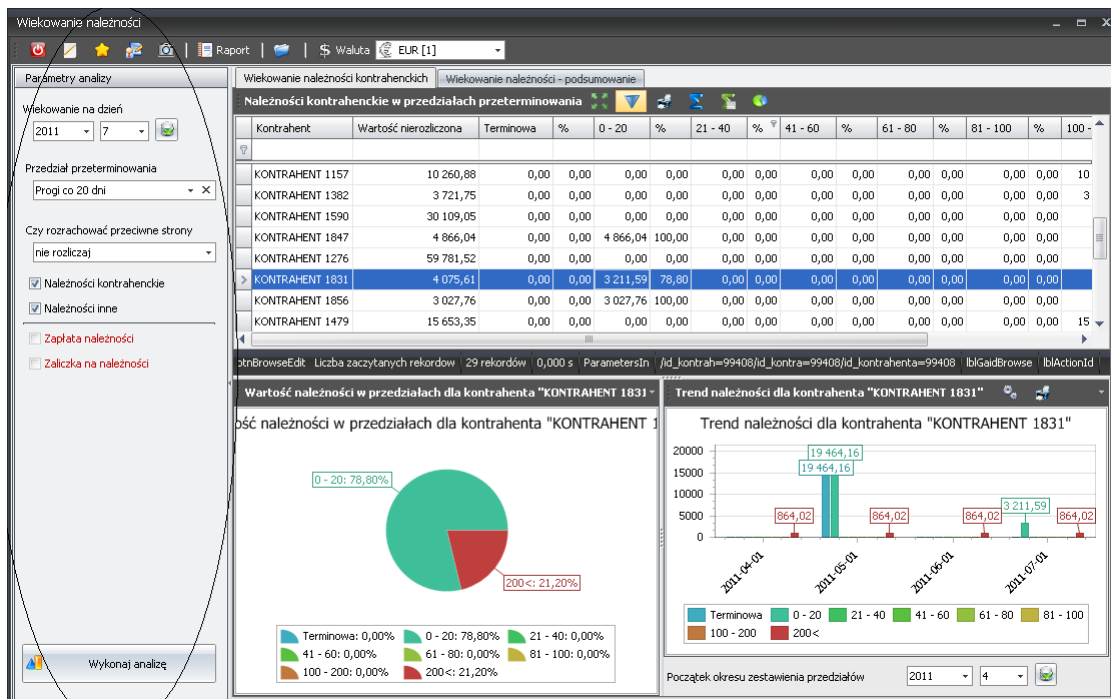 Wiekowanie należności
Raport $ Waluta EUR [1]
Parametry analizy
Wiekowanie na dzień
2011 7
Przedział przeterminowania
Progi co 20 dni
Czy rozrachować przeciwne strony
nie rozliczaj
Należności kontrahenckie
Należności inne
Zapłata należności
Zaliczka na należności
Wykonaj analizę
Wiekowanie należności kontrahenckich Wiekowanie należności - podsumowanie
Należności kontrahenckie w przedziałach przeterminowania
Kontrahent Wartość nierozliczona Terminowa % 0 - 20 % 21 - 40 % 41 - 60 % 61 - 80 % 81 - 100 % 100 -
KONTRAHENT 1157 10 260,88 0,00 0,00 0,00 0,00 0,00 0,00 0,00 0,00 0,00 0,00 0,00 0,00 10
KONTRAHENT 1382 3 721,75 0,00 0,00 0,00 0,00 0,00 0,00 0,00 0,00 0,00 0,00 0,00 0,00 3
KONTRAHENT 1590 30 109,05 0,00 0,00 0,00 0,00 0,00 0,00 0,00 0,00 0,00 0,00 0,00 0,00
KONTRAHENT 1847 4 866,04 0,00 0,00 4 866,04 100,00 0,00 0,00 0,00 0,00 0,00 0,00 0,00 0,00
KONTRAHENT 1276 59 781,52 0,00 0,00 0,00 0,00 0,00 0,00 0,00 0,00 0,00 0,00 0,00 0,00
KONTRAHENT 1831 4 075,61 0,00 0,00 3 211,59 78,80 0,00 0,00 0,00 0,00 0,00 0,00 0,00 0,00
KONTRAHENT 1856 3 027,76 0,00 0,00 3 027,76 100,00 0,00 0,00 0,00 0,00 0,00 0,00 0,00 0,00
KONTRAHENT 1479 15 653,35 0,00 0,00 0,00 0,00 0,00 0,00 0,00 0,00 0,00 0,00 0,00 0,00 15
otnBrowseEdit Liczba zaczytanych rekordow 29 rekordów 0,000 s ParametersIn /id_kontrah=99408/id_kontra=99408/id_kontrahenta=99408 lblGaidBrowse lblActionId
Wartość należności w przedziałach dla kontrahenta "KONTRAHENT 1831
ość należności w przedziałach dla kontrahenta "KONTRAHENT 1
0 - 20: 78,80%
200<: 21,20%
Terminowa: 0,00% 0 - 20: 78,80% 21 - 40: 0,00%
41 - 60: 0,00% 61 - 80: 0,00% 81 - 100: 0,00%
100 - 200: 0,00% 200<: 21,20%
Trend należności dla kontrahenta "KONTRAHENT 1831"
Trend należności dla kontrahenta "KONTRAHENT 1831"
20000
15000
10000
5000
0
19 464,16
19 464,16
864,02 864,02 864,02 3 211,59 864,02
2011-04-01 2011-05-01 2011-06-01 2011-07-01
Terminowa 0 - 20 21 - 40 41 - 60 61 - 80 81 - 100
100 - 200 200<
Początek okresu zestawienia przedziałów 2011 4